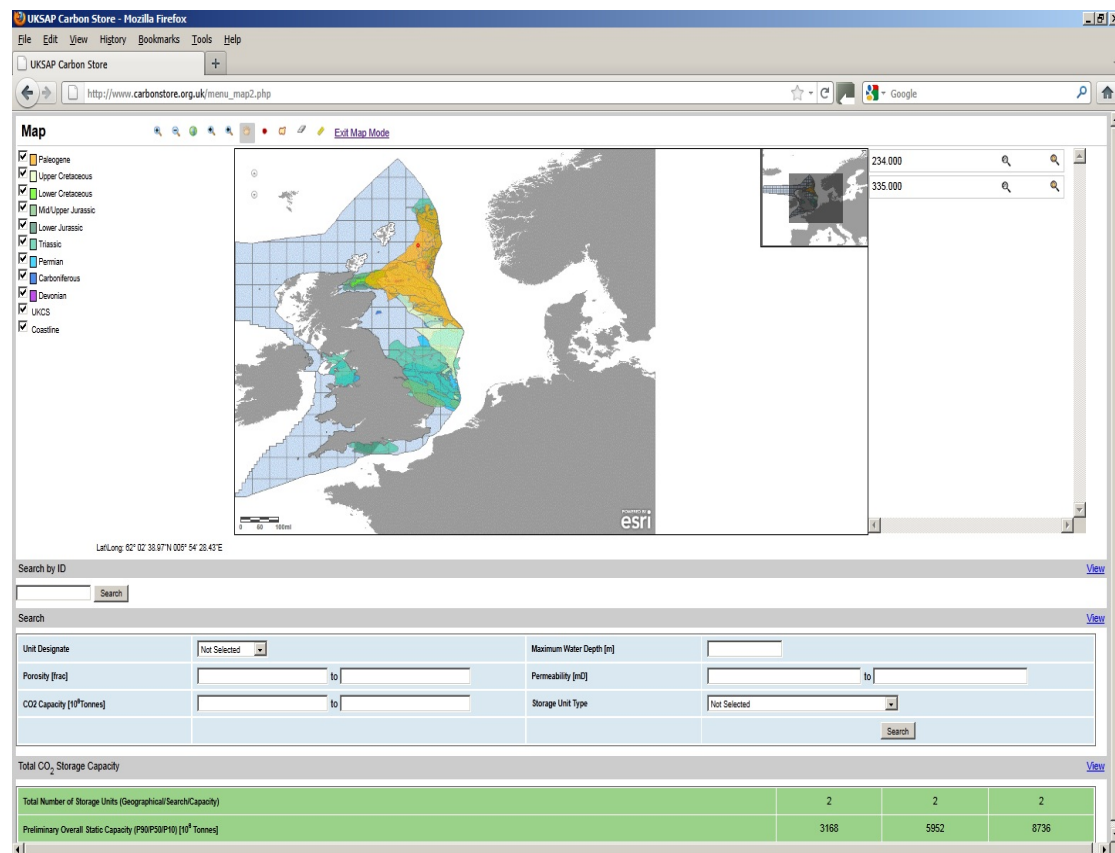 UKSAP Carbon Store - Mozilla Firefox
File Edit View History Bookmarks Tools Help
UKSAP Carbon Store +
http://www.carbonstore.org.uk/menu_map2.php
Google
Map Exit Map Mode
Paleogene
Upper Cretaceous
Lower Cretaceous
Mid/Upper Jurassic
Lower Jurassic
Triassic
Permian
Carboniferous
Devonian
UKCS
Coastline
234.000
335.000
0 60 100mi
POWERED BY
esri
Lat/Long: 62° 02' 38.97"N 005° 54' 28.43"E
Search by ID View
Search
Search View
Unit Designate Not Selected Maximum Water Depth [m]
Porosity [frac] to Permeability [mD] to
CO2 Capacity [10⁶Tonnes] to Storage Unit Type Not Selected
Search
Total CO₂ Storage Capacity View
Total Number of Storage Units (Geographical/Search/Capacity) 2 2 2
Preliminary Overall Static Capacity (P90/P50/P10) [10⁶ Tonnes] 3168 5952 8736